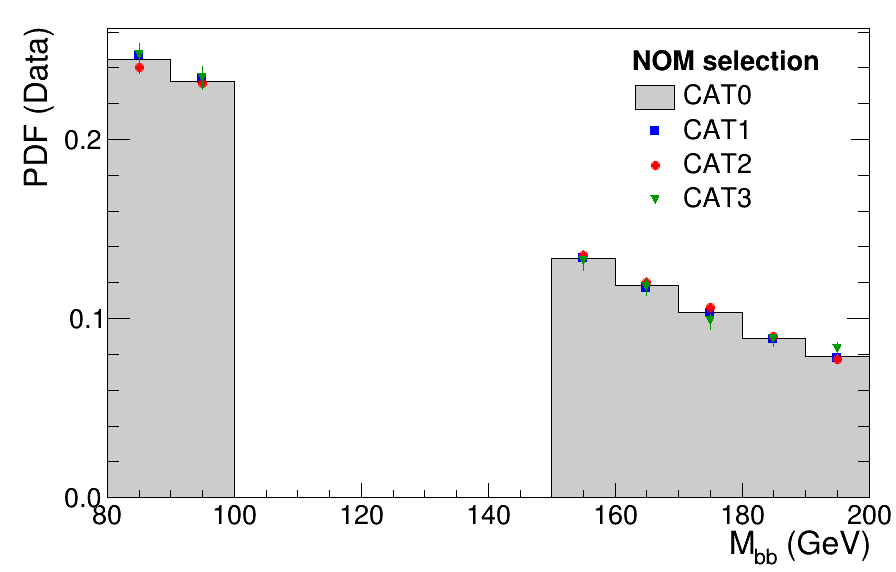 PDF (Data)
0.2
0.1
0.0
NOM selection
CAT0
CAT1
CAT2
CAT3
80 100 120 140 160 180 200
M_bb (GeV)